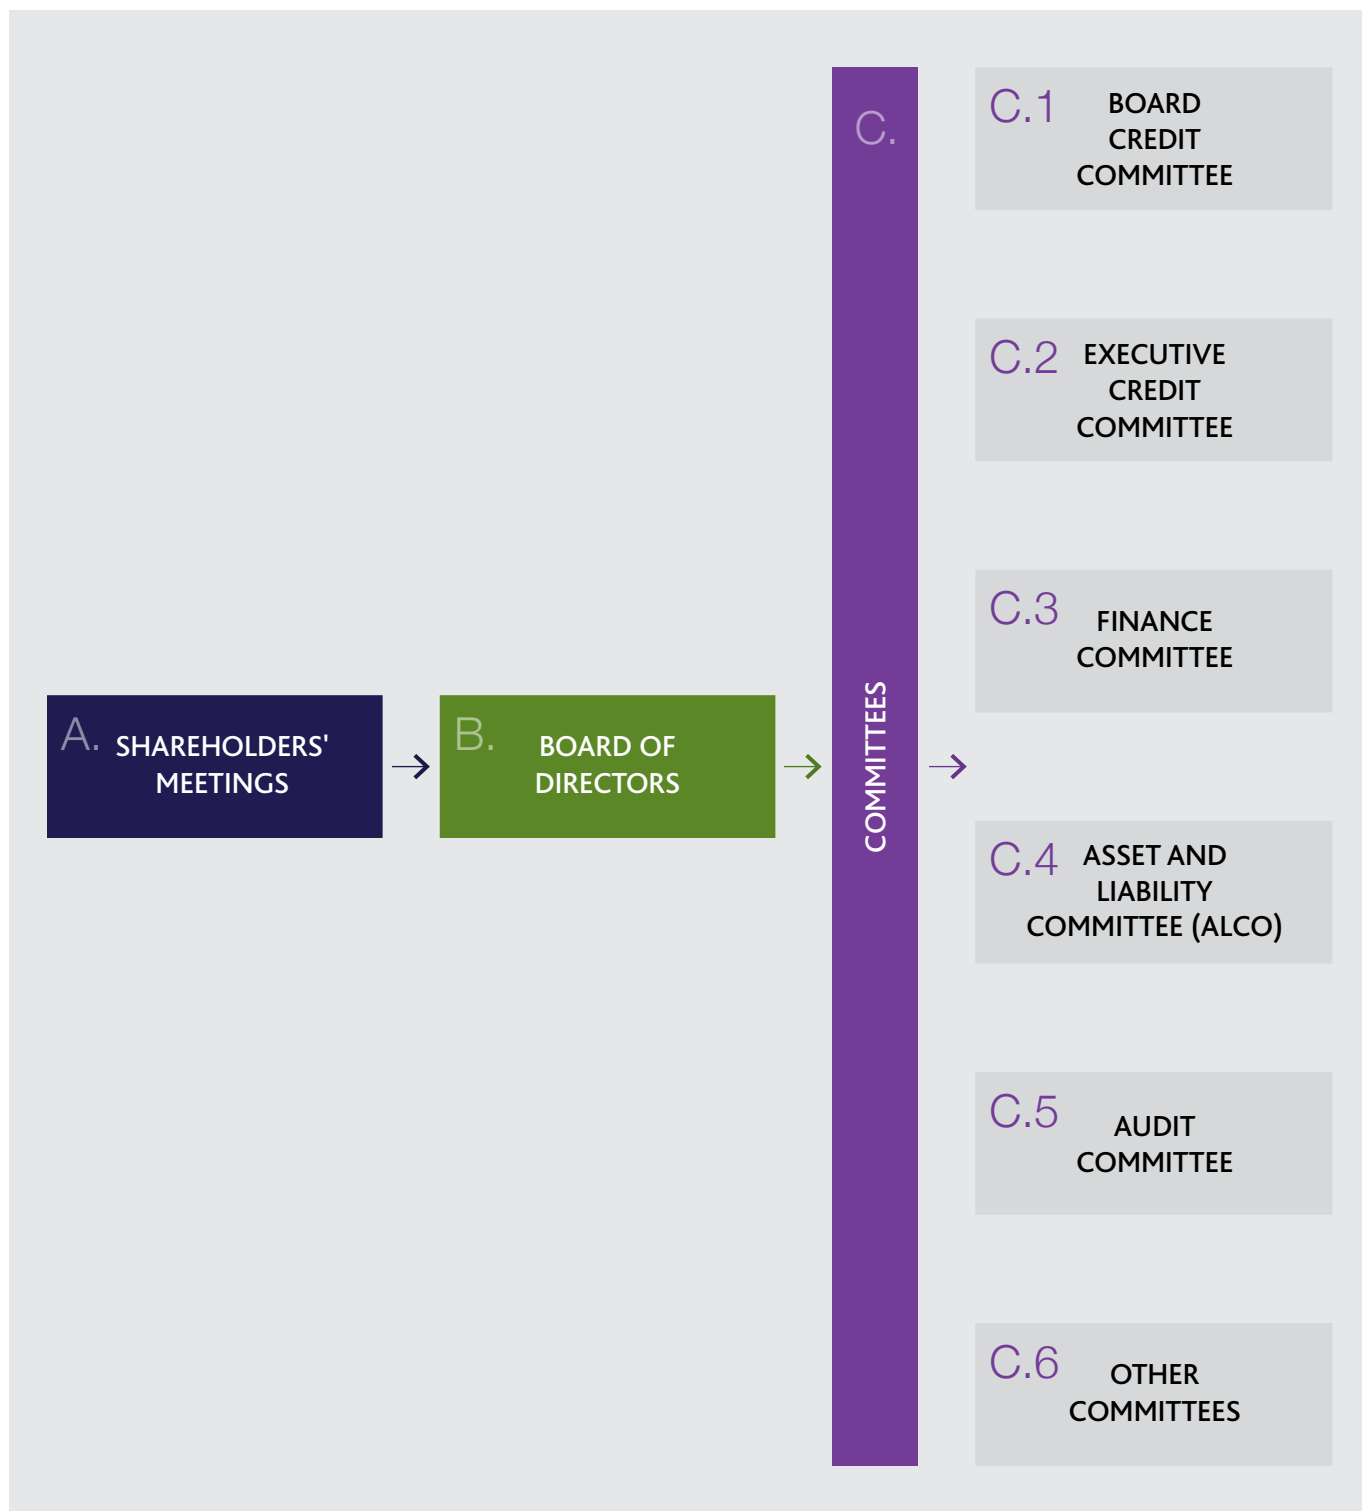 A.
SHAREHOLDERS'
MEETINGS
B.
BOARD OF
DIRECTORS
C.
COMMITTEES
C.1
BOARD
CREDIT
COMMITTEE
C.2
EXECUTIVE
CREDIT
COMMITTEE
C.3
FINANCE
COMMITTEE
C.4
ASSET AND
LIABILITY
COMMITTEE (ALCO)
C.5
AUDIT
COMMITTEE
C.6
OTHER
COMMITTEES